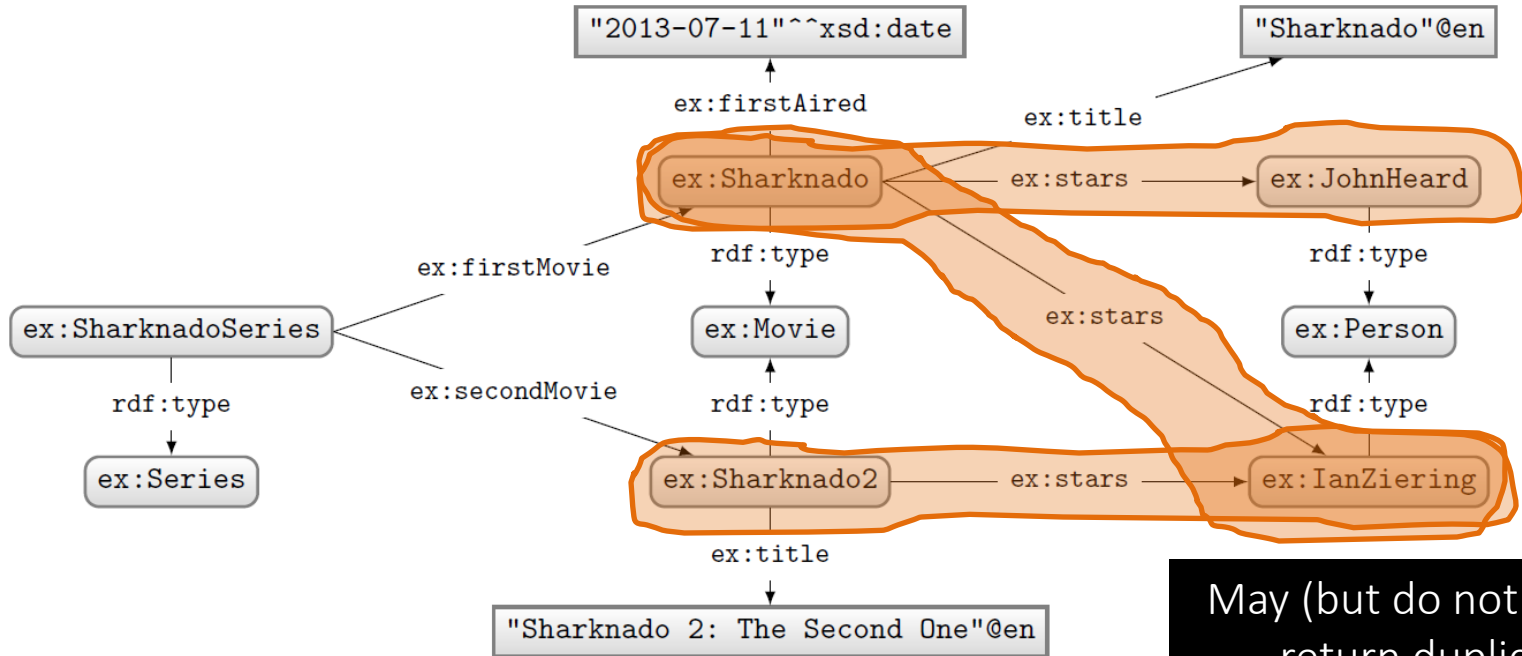 "2013-07-11"^^xsd:date
"Sharknado"@en
ex:firstAired
ex:title
ex:Sharknado
ex:stars
ex:JohnHeard
ex:firstMovie
rdf:type
rdf:type
ex:SharknadoSeries
ex:Movie
ex:stars
ex:Person
rdf:type
ex:secondMovie
rdf:type
rdf:type
ex:Series
ex:Sharknado2
ex:stars
ex:IanZiering
ex:title
"Sharknado 2: The Second One"@en
May (but do not
return